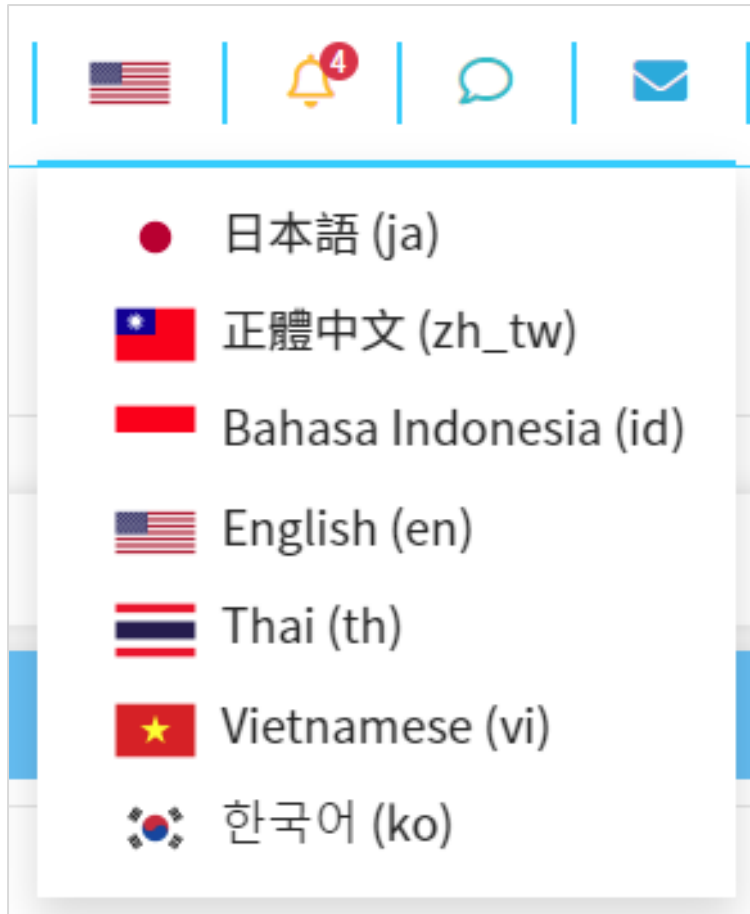 4
日本語 (ja)
正體中文 (zh_tw)
Bahasa Indonesia (id)
English (en)
Thai (th)
Vietnamese (vi)
한국어 (ko)